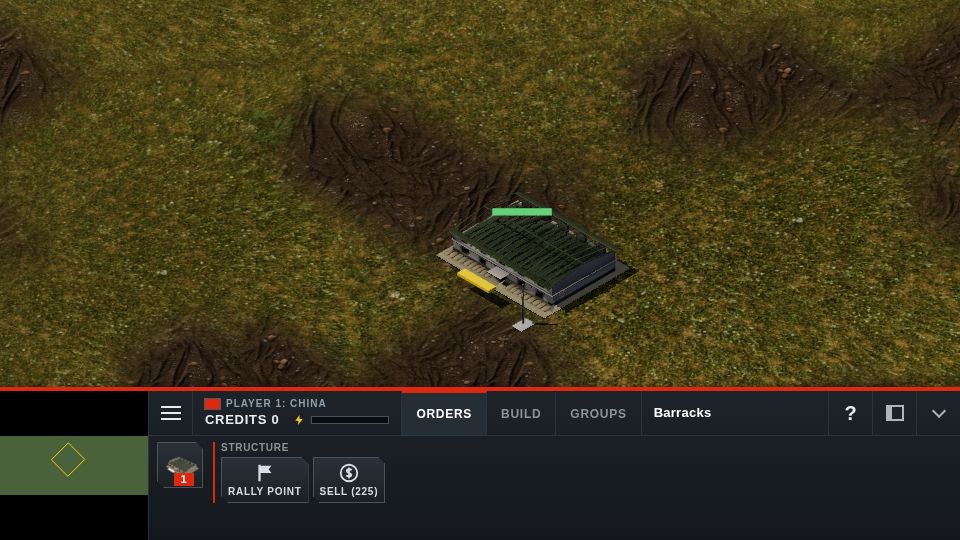 PLAYER 1: CHINA
CREDITS 0
ORDERS
BUILD
GROUPS
Barracks
?
1
STRUCTURE
RALLY POINT
SELL (225)